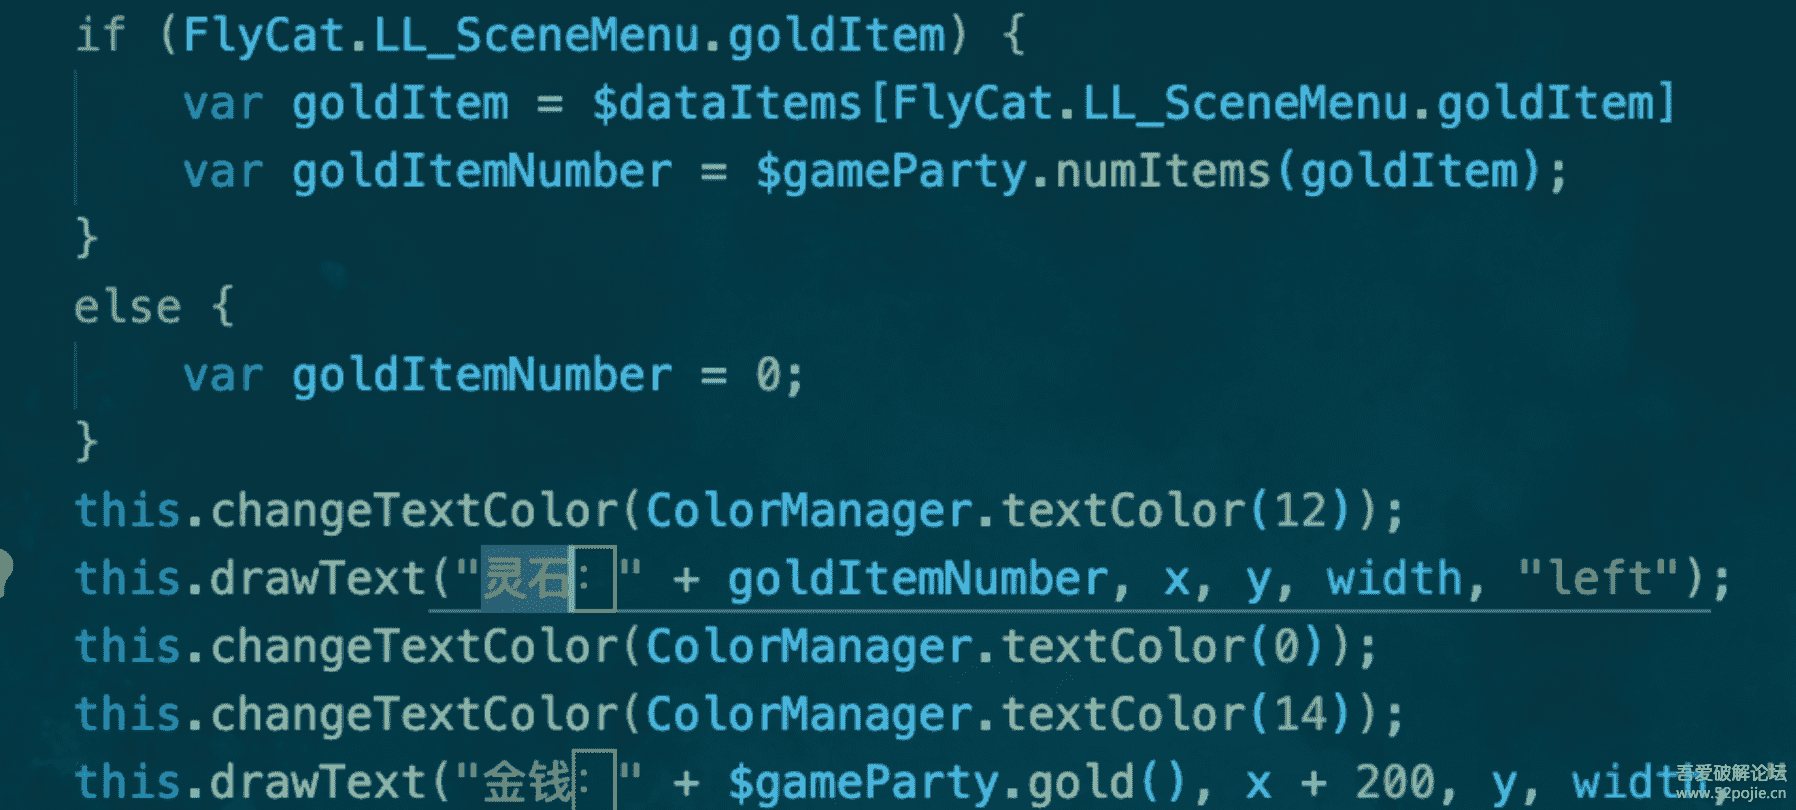 if (FlyCat.LL_SceneMenu.goldItem) {
var goldItem = $dataItems[FlyCat.LL_SceneMenu.goldItem]
var goldItemNumber = $gameParty.numItems(goldItem);
}
else {
var goldItemNumber = 0;
}
this.changeTextColor(ColorManager.textColor(12));
this.drawText("灵石：" + goldItemNumber, x, y, width, "left");
this.changeTextColor(ColorManager.textColor(0));
this.changeTextColor(ColorManager.textColor(14));
this.drawText("金钱：" + $gameParty.gold(), x + 200, y, width
吾爱破解论坛
www.52pojie.cn